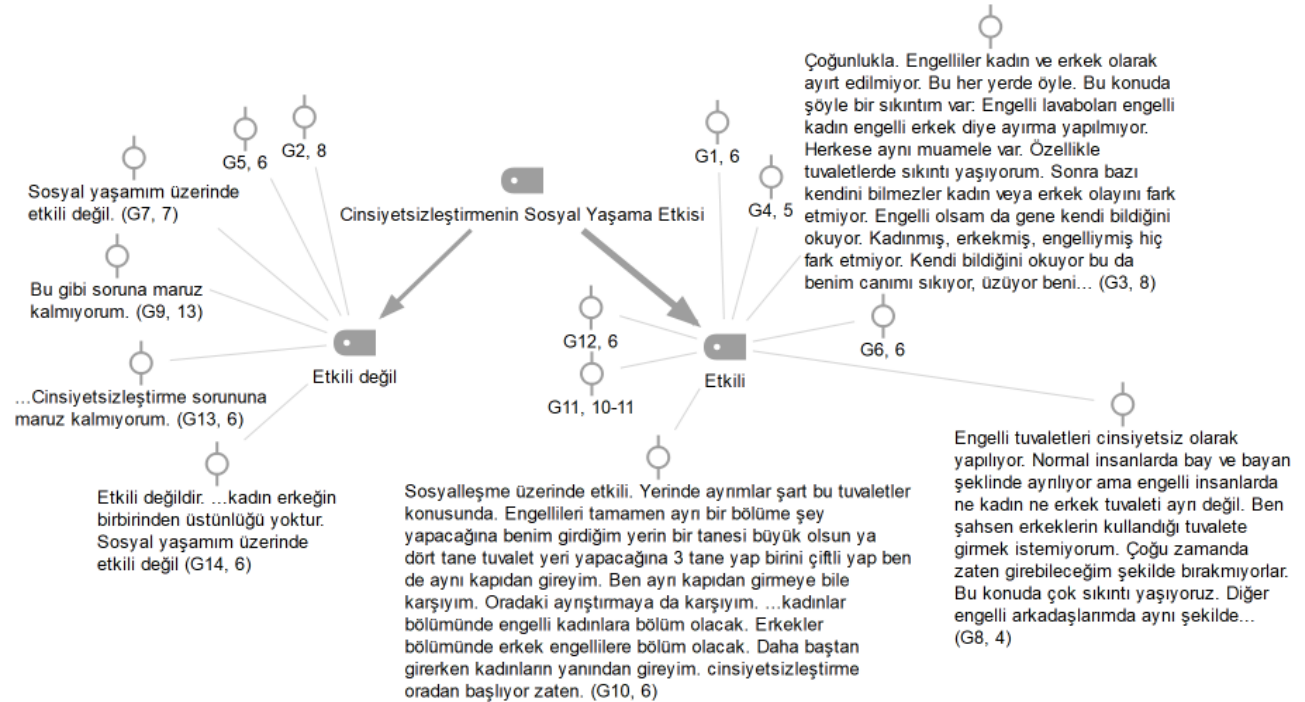 Cinsiyetsizleştirmenin Sosyal Yaşama Etkisi
Etkili değil
G2, 8
G5, 6
Sosyal yaşamım üzerinde
etkili değil. (G7, 7)
Bu gibi soruna maruz
kalmıyorum. (G9, 13)
...Cinsiyetsizleştirme sorununa
maruz kalmıyorum. (G13, 6)
Etkili değildir. ...kadın erkeğin
birbirinden üstünlüğü yoktur.
Sosyal yaşamım üzerinde
etkili değil (G14, 6)
Etkili
G1, 6
G4, 5
Çoğunlukla. Engelliler kadın ve erkek olarak
ayırt edilmiyor. Bu her yerde öyle. Bu konuda
şöyle bir sıkıntım var: Engelli lavaboları engelli
kadın engelli erkek diye ayırma yapılmıyor.
Herkese aynı muamele var. Özellikle
tuvaletlerde sıkıntı yaşıyorum. Sonra bazı
kendini bilmezler kadın veya erkek olayını fark
etmiyor. Engelli olsam da gene kendi bildiğini
okuyor. Kadınmış, erkekmiş, engelliymiş hiç
fark etmiyor. Kendi bildiğini okuyor bu da
benim canımı sıkıyor, üzüyor beni... (G3, 8)
G6, 6
Engelli tuvaletleri cinsiyetsiz olarak
yapılıyor. Normal insanlarda bay ve bayan
şeklinde ayrılıyor ama engelli insanlarda
ne kadın ne erkek tuvaleti ayrı değil. Ben
şahsen erkeklerin kullandığı tuvalete
girmek istemiyorum. Çoğu zamanda
zaten girebileceğim şekilde bırakmıyorlar.
Bu konuda çok sıkıntı yaşıyoruz. Diğer
engelli arkadaşlarımda aynı şekilde...
(G8, 4)
Sosyalleşme üzerinde etkili. Yerinde ayrımlar şart bu tuvaletler
konusunda. Engellileri tamamen ayrı bir bölüme şey
yapacağına benim girdiğim yerin bir tanesi büyük olsun ya
dört tane tuvalet yeri yapacağına 3 tane yap birini çiftli yap ben
de aynı kapıdan gireyim. Ben ayrı kapıdan girmeye bile
karşıyım. Oradaki ayrıştırmaya da karşıyım. ...kadınlar
bölümünde engelli kadınlara bölüm olacak. Erkekler
bölümünde erkek engellilere bölüm olacak. Daha baştan
girerken kadınların yanından gireyim. cinsiyetsizleştirme
oradan başlıyor zaten. (G10, 6)
G11, 10-11
G12, 6